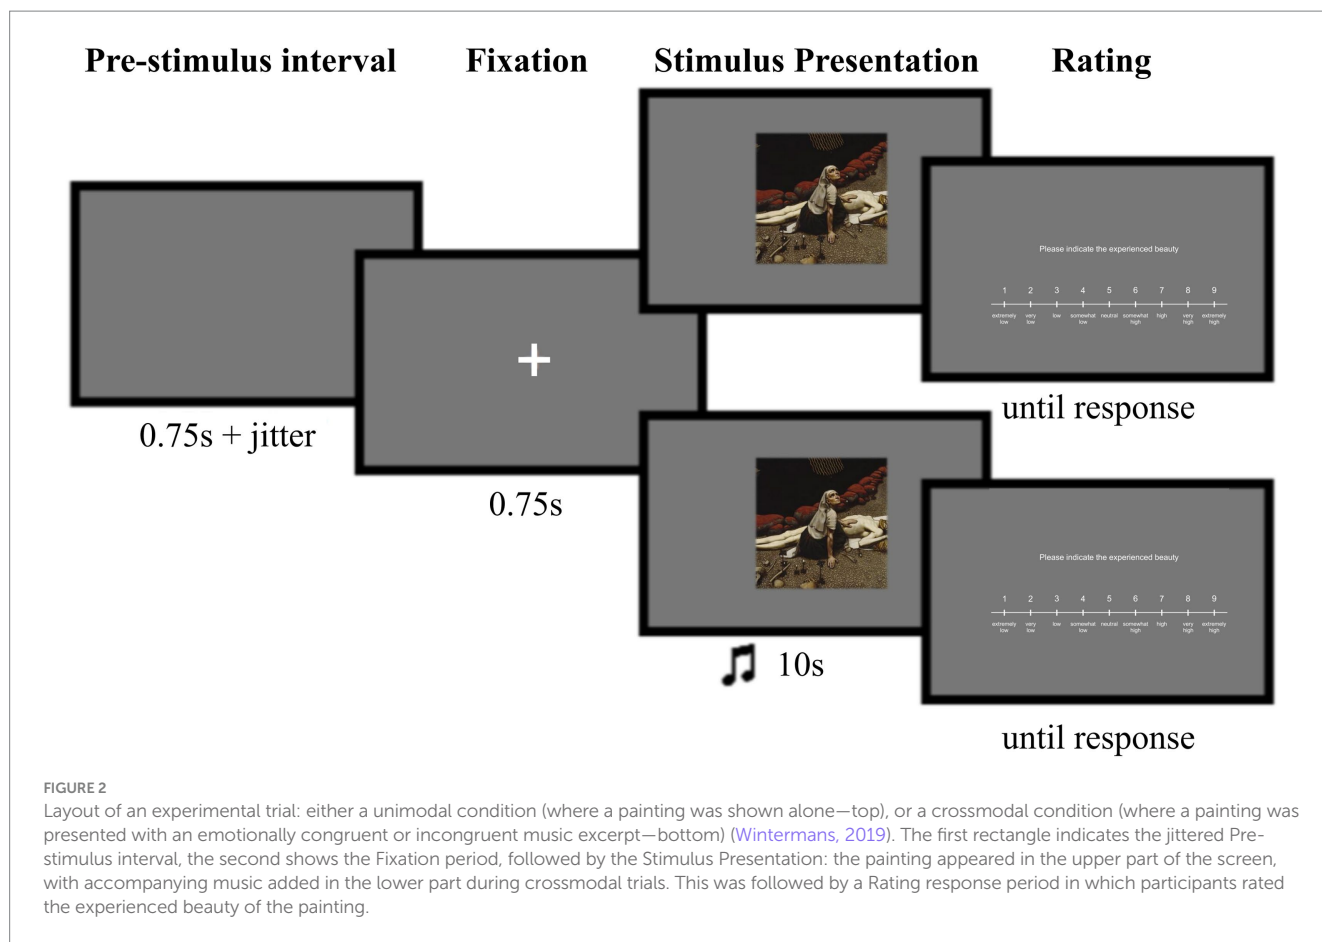 Pre-stimulus interval Fixation Stimulus Presentation Rating
Please indicate the experienced beauty
1 2 3 4 5 6 7 8 9
extremely low very low low somewhat low neutral somewhat high high very high extremely high
until response
0.75s + jitter
0.75s
Please indicate the experienced beauty
1 2 3 4 5 6 7 8 9
extremely low very low low somewhat low neutral somewhat high high very high extremely high
10s
until response
FIGURE 2
Layout of an experimental trial: either a unimodal condition (where a painting was shown alone—top), or a crossmodal condition (where a painting was
presented with an emotionally congruent or incongruent music excerpt—bottom) (Wintermans, 2019). The first rectangle indicates the jittered Pre-
stimulus interval, the second shows the Fixation period, followed by the Stimulus Presentation: the painting appeared in the upper part of the screen,
with accompanying music added in the lower part during crossmodal trials. This was followed by a Rating response period in which participants rated
the experienced beauty of the painting.